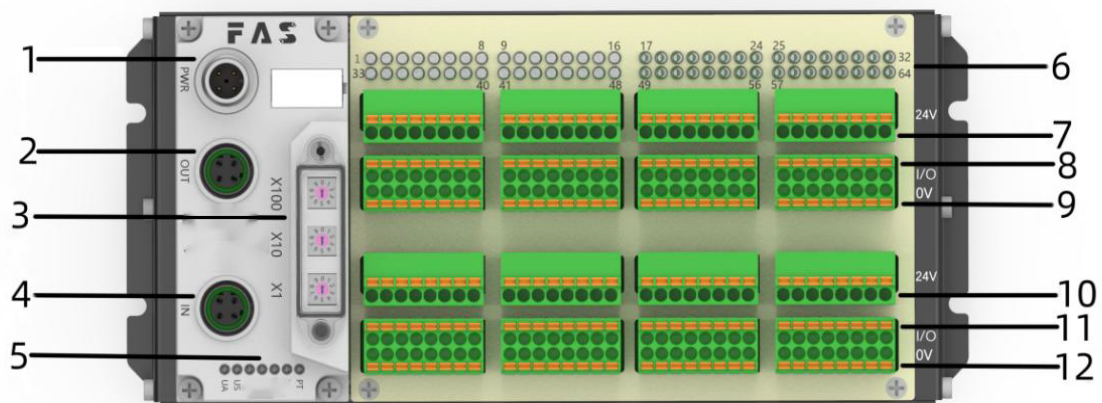 FAS
1
PWR
2
OUT
3
X100
X10
X1
4
IN
5
UA
US
PT
1 8 9 16 17 24 25 32
33 40 41 48 49 56 57 64
6
24V
7
8
I/O
0V
9
24V
10
11
I/O
0V
12